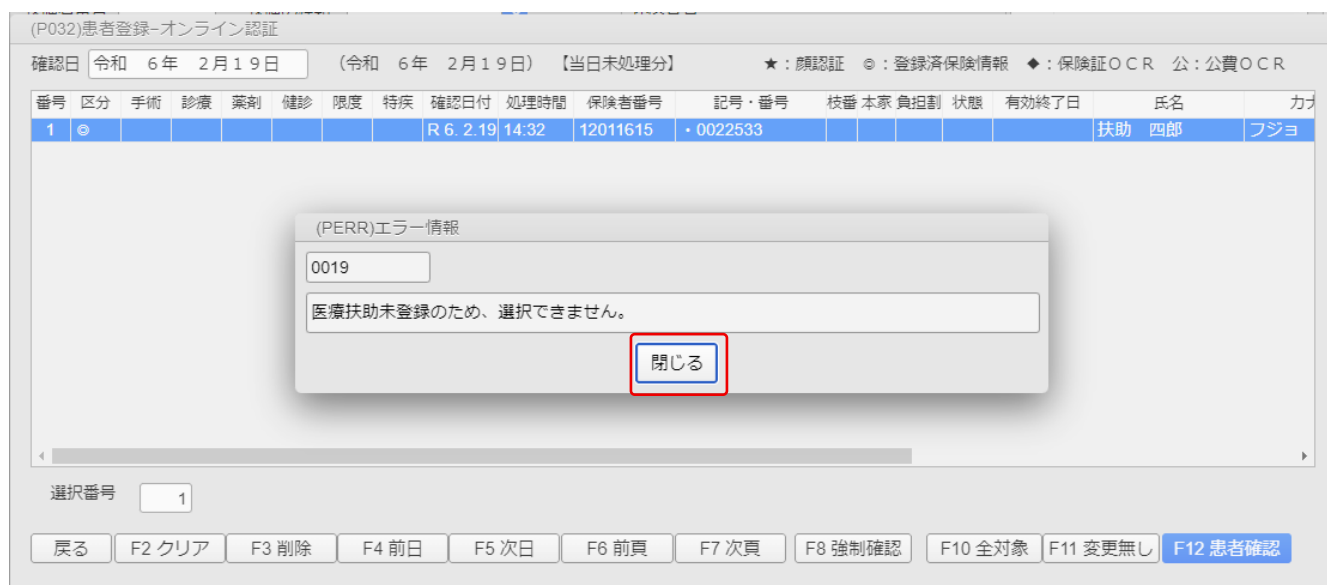 (P032)患者登録−オンライン認証
確認日 令和　6年　2月19日 （令和　6年　2月19日）【当日未処理分】 ★：顔認証　◎：登録済保険情報　◆：保険証OCR　公：公費OCR
番号 区分 手術 診療 薬剤 健診 限度 特疾 確認日付 処理時間 保険者番号 記号・番号 枝番 本家 負担割 状態 有効終了日 氏名 カナ
1 ◎ R 6. 2.19 14:32 12011615 ・0022533 扶助　四郎 フジョ
(PERR)エラー情報
0019
医療扶助未登録のため、選択できません。
閉じる
選択番号 1
戻る F2 クリア F3 削除 F4 前日 F5 次日 F6 前頁 F7 次頁 F8 強制確認 F10 全対象 F11 変更無し F12 患者確認